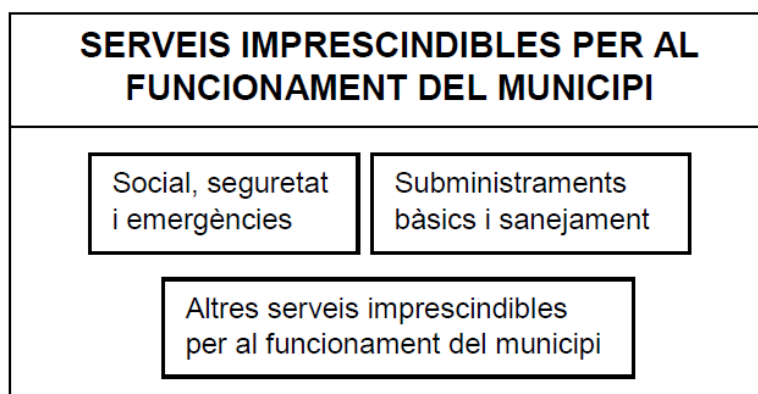 SERVEIS IMPRESCINDIBLES PER AL
FUNCIONAMENT DEL MUNICIPI
Social, seguretat
i emergències
Subministraments
bàsics i sanejament
Altres serveis imprescindibles
per al funcionament del municipi